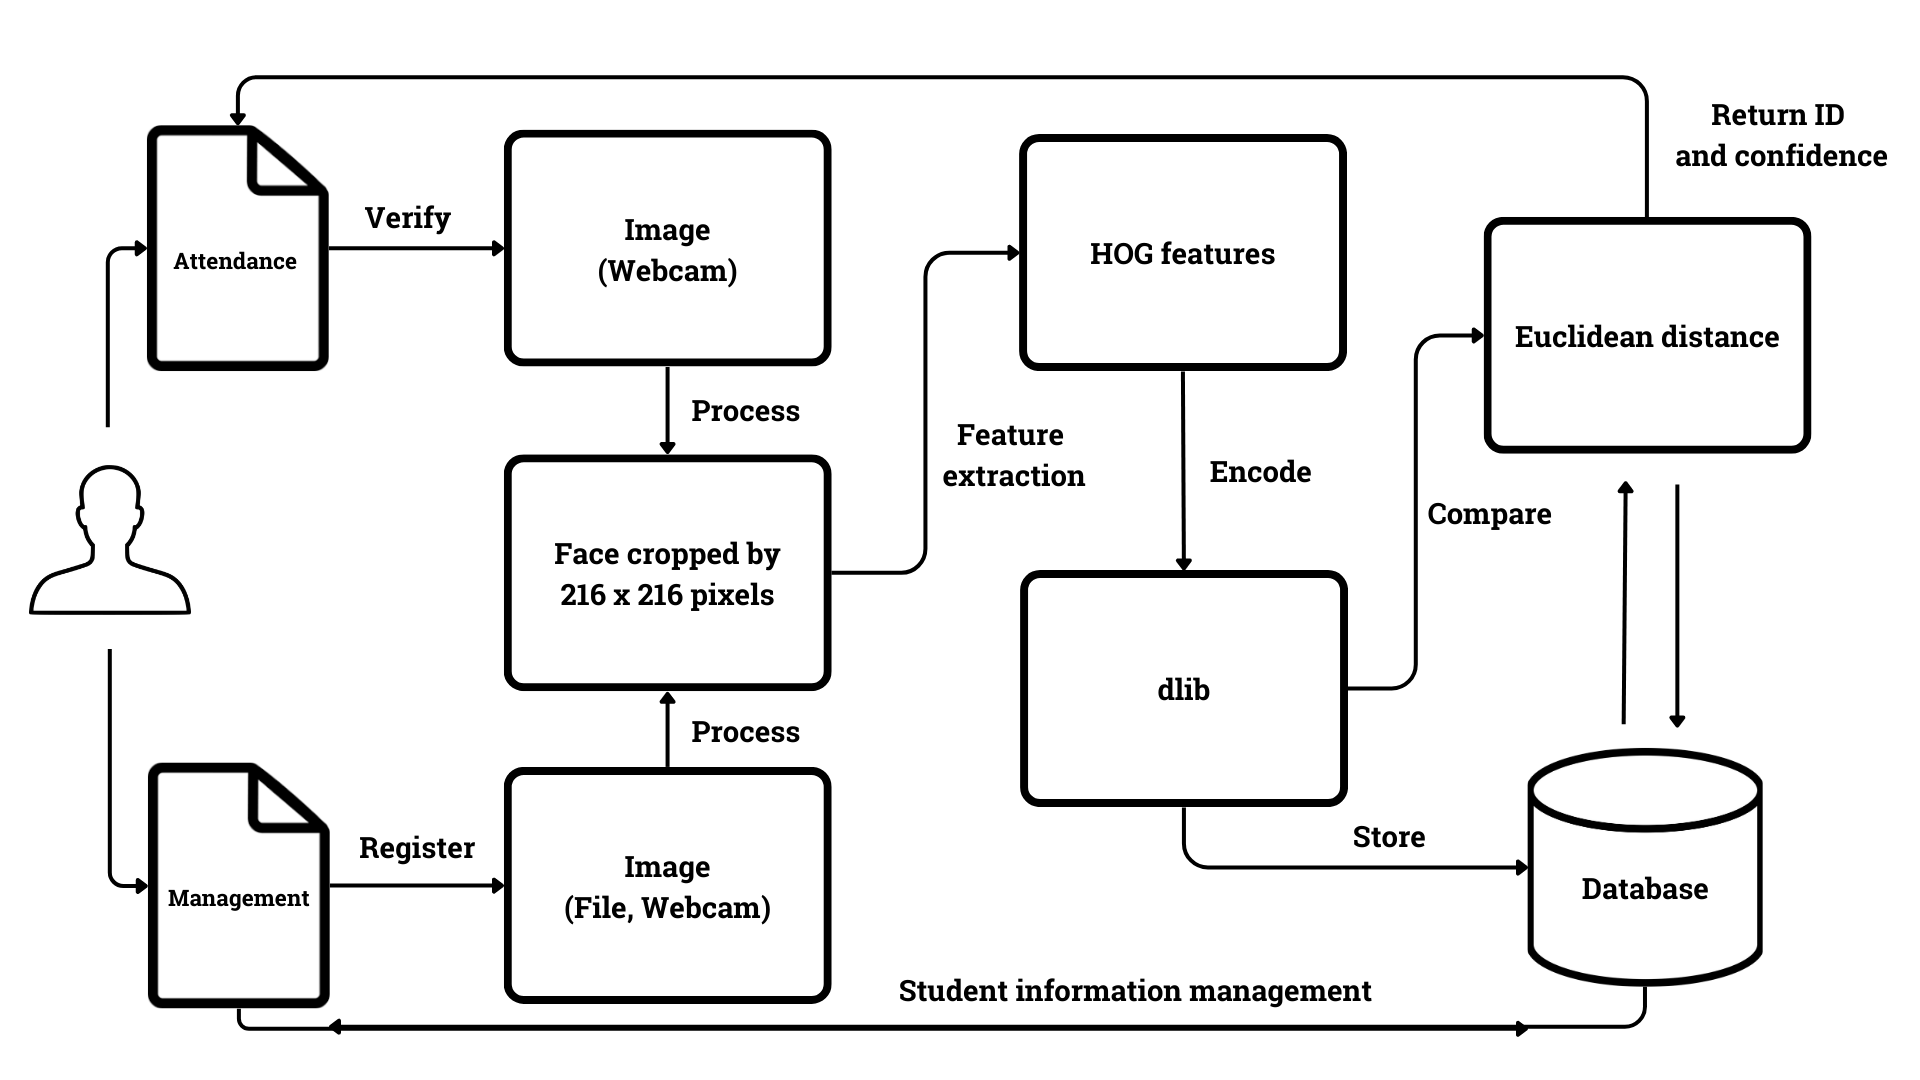 Return ID
and confidence
Attendance
Verify
Image
(Webcam)
HOG features
Euclidean distance
Process
Feature
extraction
Encode
Compare
Face cropped by
216 x 216 pixels
dlib
Process
Management
Register
Image
(File, Webcam)
Store
Database
Student information management